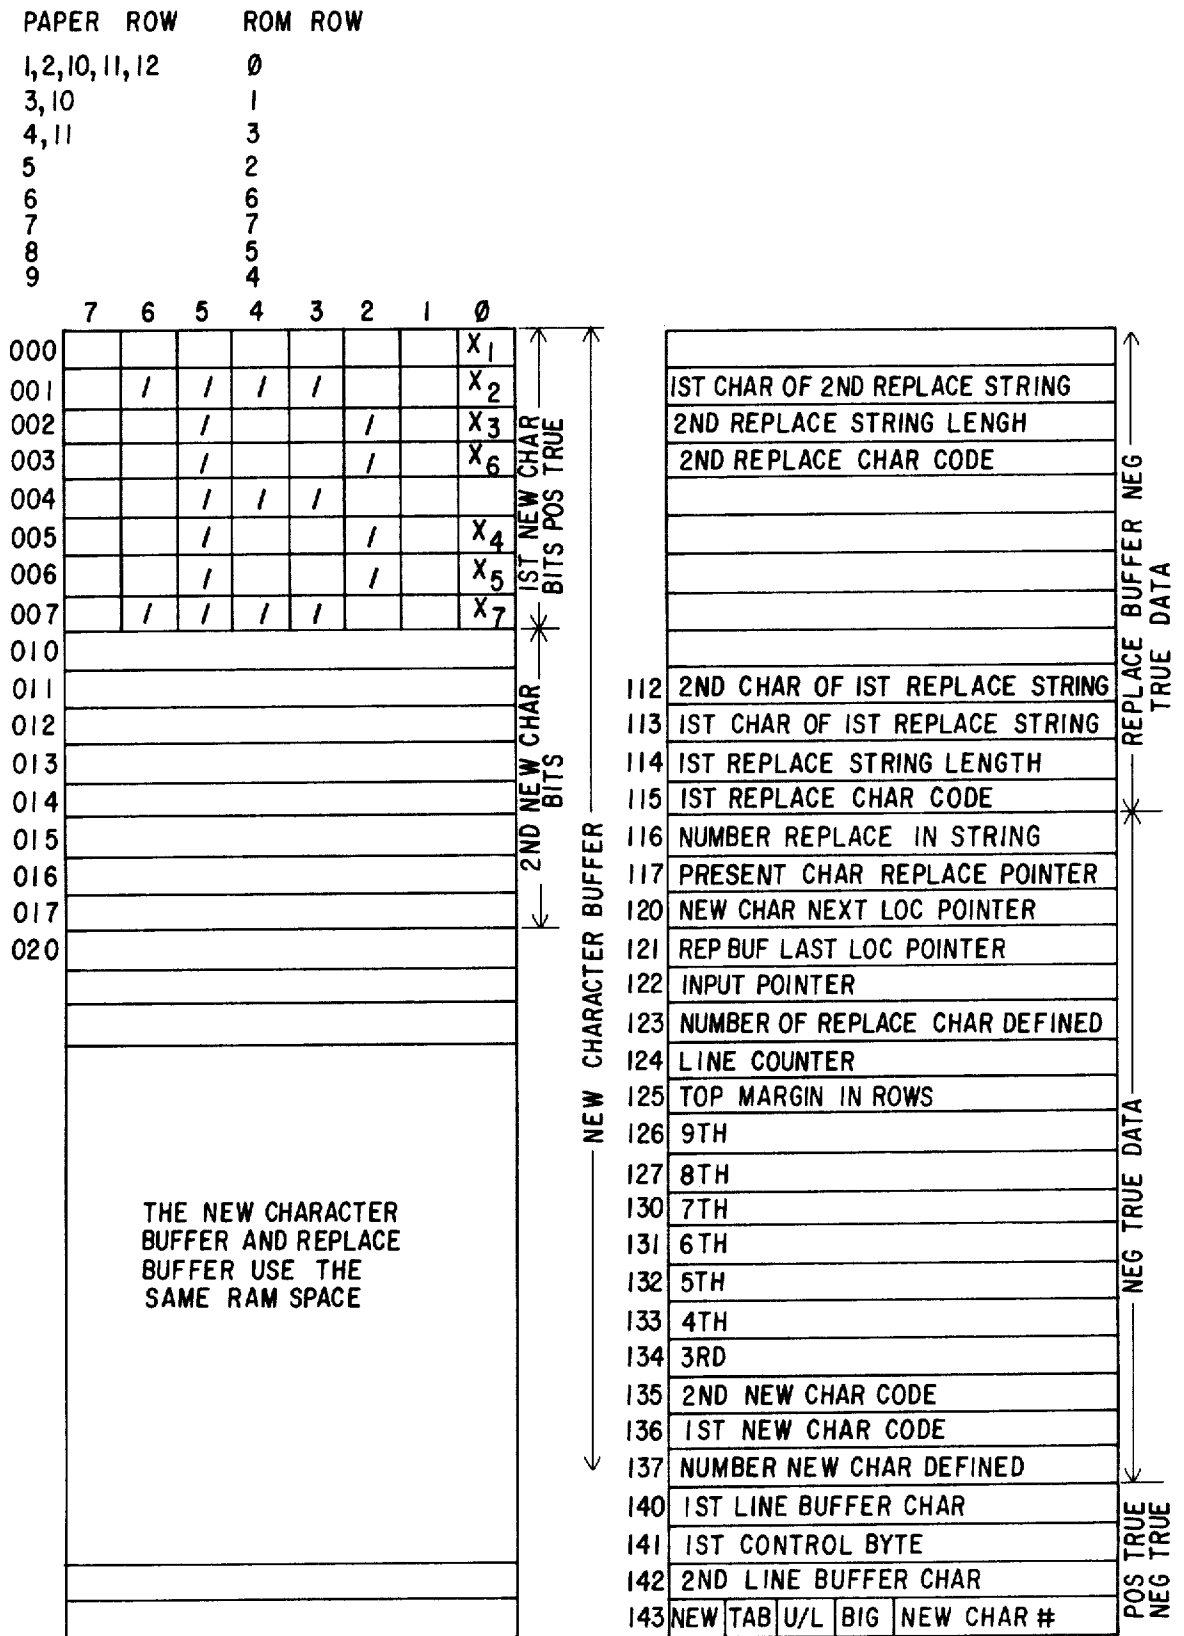 PAPER ROW ROM ROW
1,2,10,11,12 Ø
3,10 1
4,11 3
5 2
6 6
7 7
8 5
9 4
7 6 5 4 3 2 1 Ø
000 X1
001 / / / / X2
002 / / X3
003 / / X6
004 / / /
005 / / X4
006 / / X5
007 / / / / X7
010
011
012
013
014
015
016
017
020
1ST NEW CHAR
BITS POS TRUE
2ND NEW CHAR
BITS
NEW CHARACTER BUFFER
THE NEW CHARACTER
BUFFER AND REPLACE
BUFFER USE THE
SAME RAM SPACE
1ST CHAR OF 2ND REPLACE STRING
2ND REPLACE STRING LENGH
2ND REPLACE CHAR CODE
112 2ND CHAR OF 1ST REPLACE STRING
113 1ST CHAR OF 1ST REPLACE STRING
114 1ST REPLACE STRING LENGTH
115 1ST REPLACE CHAR CODE
116 NUMBER REPLACE IN STRING
117 PRESENT CHAR REPLACE POINTER
120 NEW CHAR NEXT LOC POINTER
121 REP BUF LAST LOC POINTER
122 INPUT POINTER
123 NUMBER OF REPLACE CHAR DEFINED
124 LINE COUNTER
125 TOP MARGIN IN ROWS
126 9TH
127 8TH
130 7TH
131 6TH
132 5TH
133 4TH
134 3RD
135 2ND NEW CHAR CODE
136 1ST NEW CHAR CODE
137 NUMBER NEW CHAR DEFINED
140 1ST LINE BUFFER CHAR
141 1ST CONTROL BYTE
142 2ND LINE BUFFER CHAR
143 NEW TAB U/L BIG NEW CHAR #
REPLACE BUFFER NEG
TRUE DATA
NEG TRUE DATA
POS TRUE
NEG TRUE